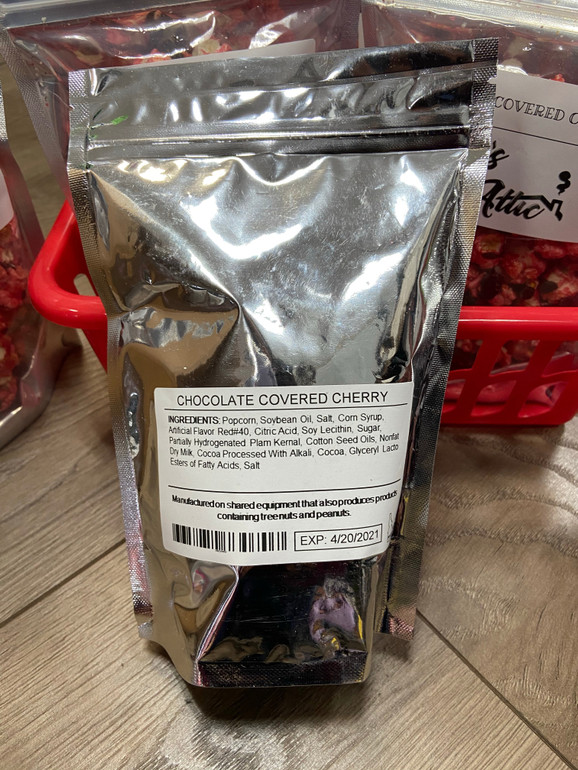 COVERED
's
Attic
CHOCOLATE COVERED CHERRY
INGREDIENTS: Popcorn, Soybean Oil, Salt, Corn Syrup,
Artificial Flavor Red#40, Citric Acid, Soy Lecithin, Sugar,
Partially Hydrogenated Plam Kernal, Cotton Seed Oils, Nonfat
Dry Milk, Cocoa Processed With Alkali, Cocoa, Glyceryl Lacto
Esters of Fatty Acids, Salt
Manufactured on shared equipment that also produces products
containing tree nuts and peanuts.
EXP: 4/20/2021